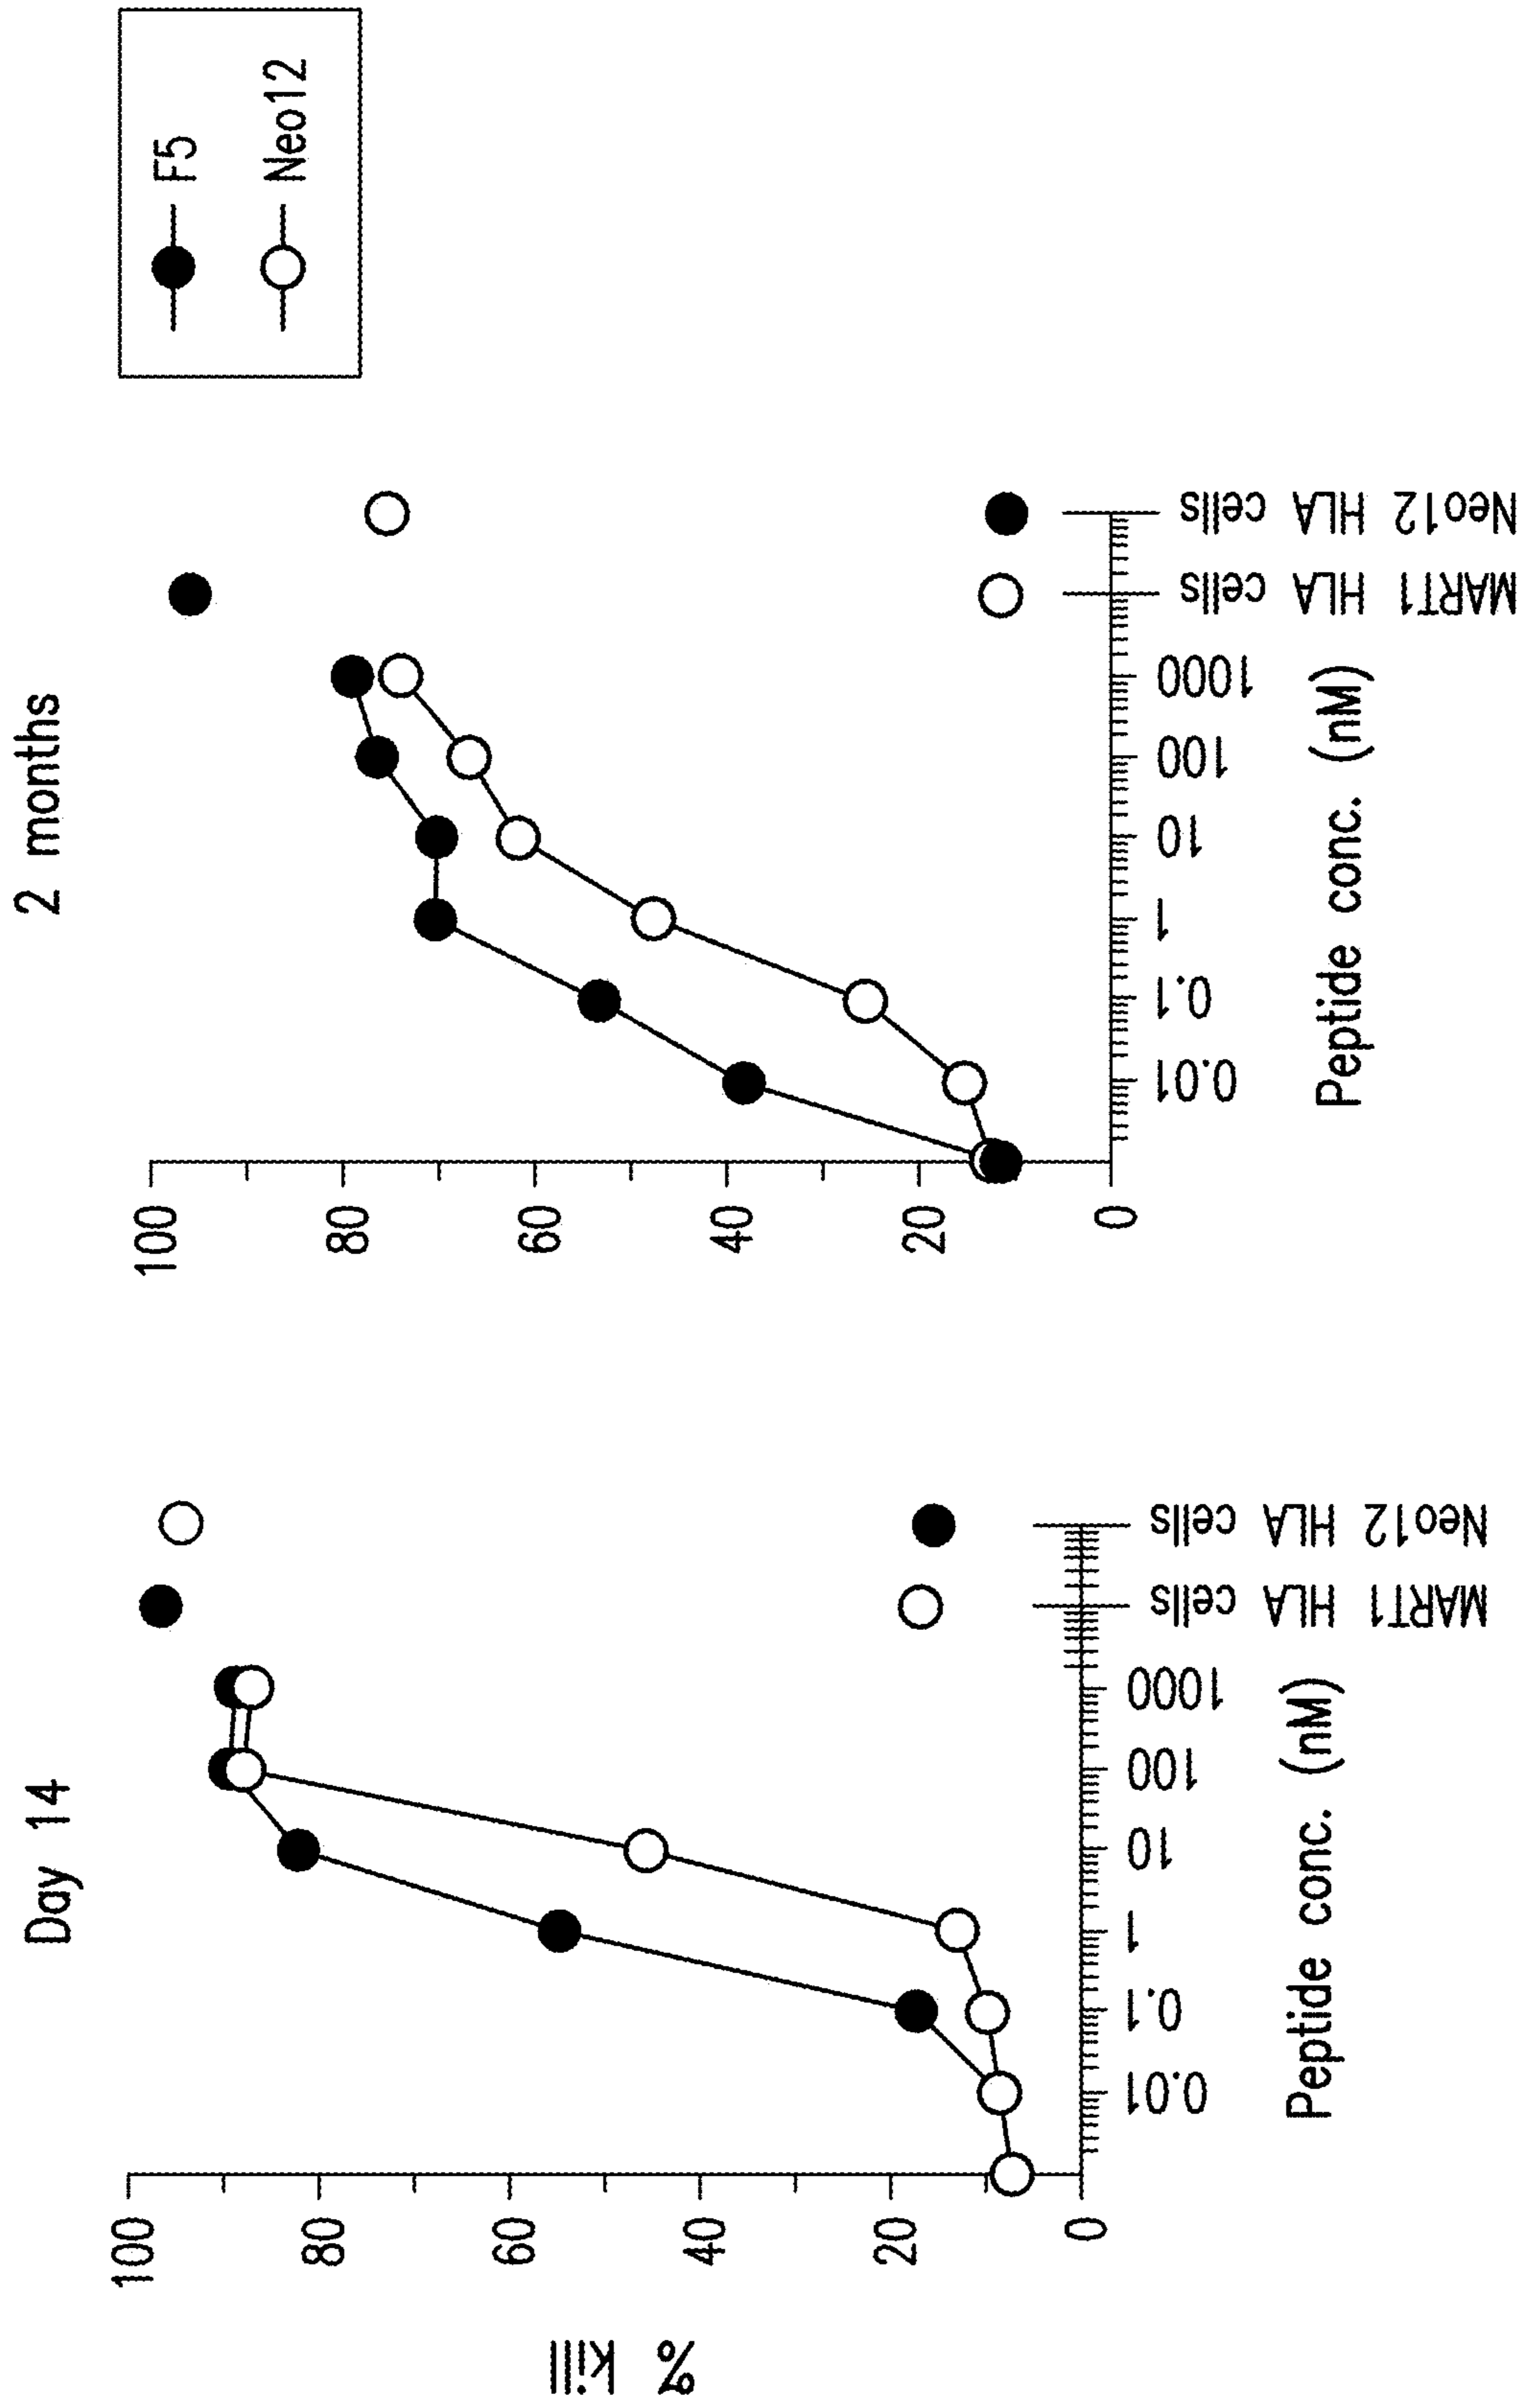 Day 14
% kill
100
80
60
40
20
0
0.01
0.1
1
10
100
1000
MART1 HLA cells
Neo12 HLA cells
Peptide conc. (nM)
2 months
100
80
60
40
20
0
0.01
0.1
1
10
100
1000
MART1 HLA cells
Neo12 HLA cells
Peptide conc. (nM)
F5
Neo12